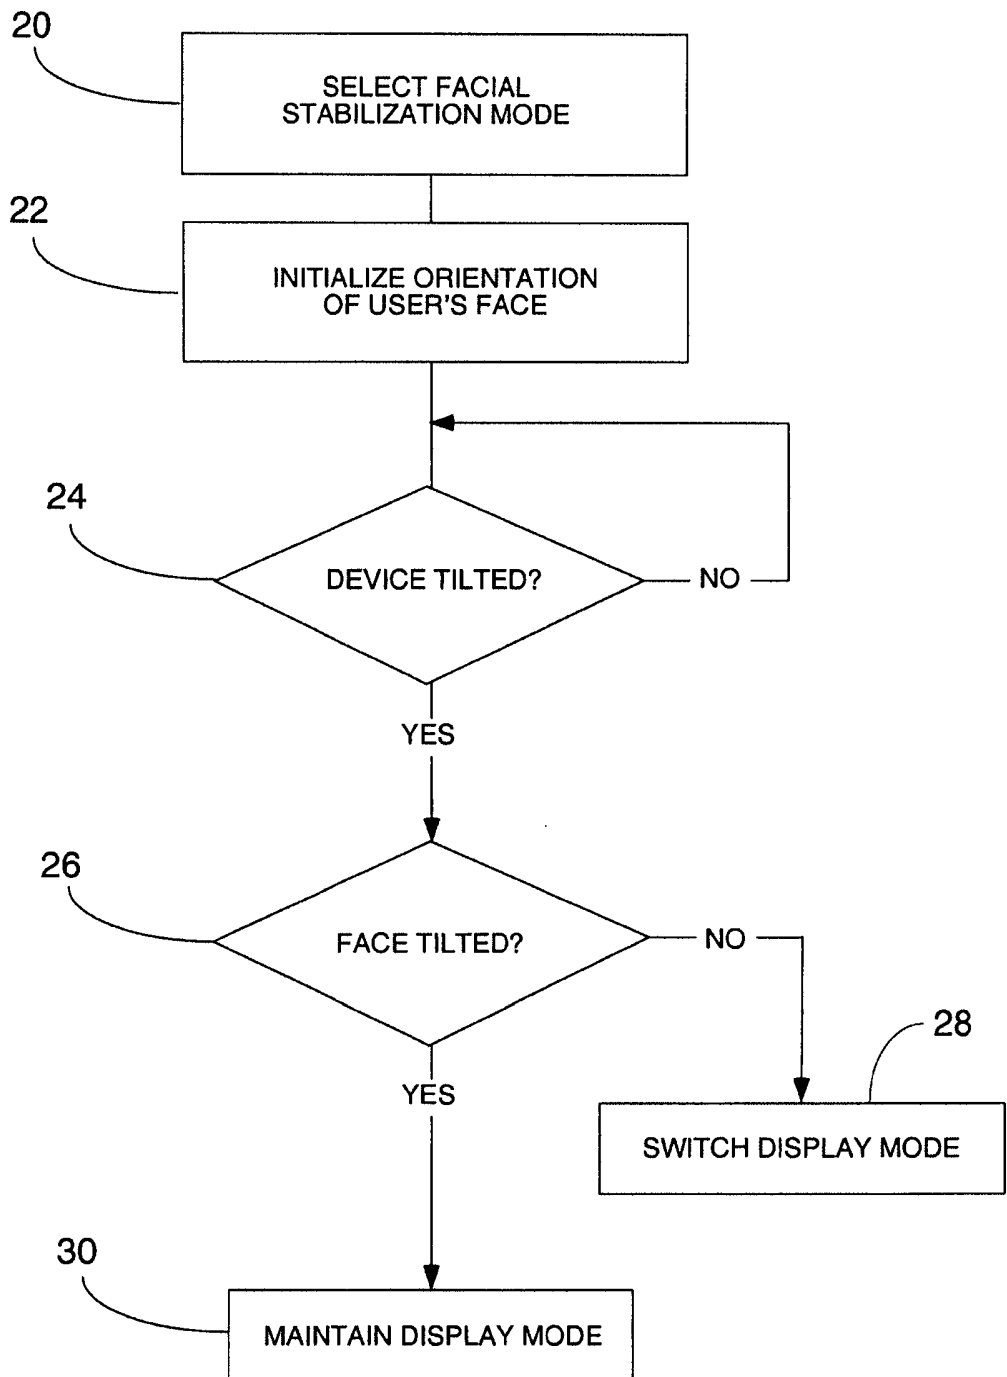 20
SELECT FACIAL
STABILIZATION MODE
22
INITIALIZE ORIENTATION
OF USER'S FACE
24
DEVICE TILTED?
NO
YES
26
FACE TILTED?
NO
28
YES
SWITCH DISPLAY MODE
30
MAINTAIN DISPLAY MODE